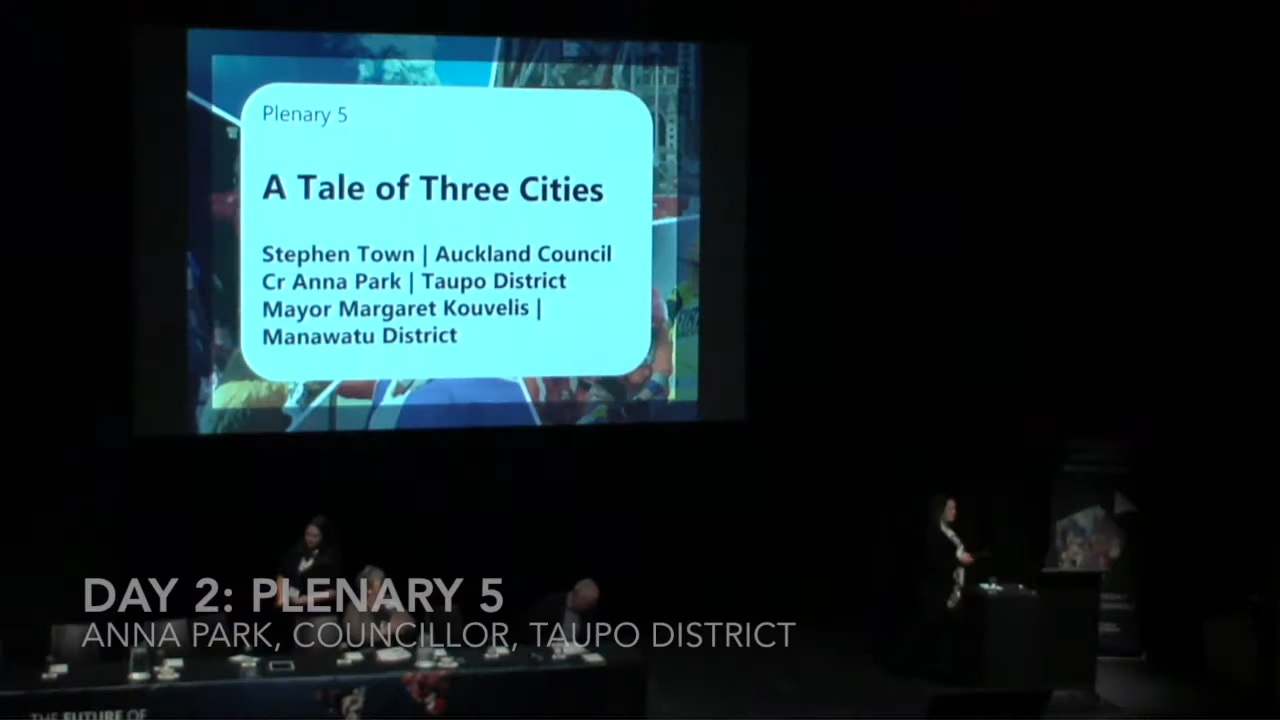 Plenary 5
A Tale of Three Cities
Stephen Town | Auckland Council
Cr Anna Park | Taupo District
Mayor Margaret Kouvelis |
Manawatu District
DAY 2: PLENARY 5
ANNA PARK, COUNCILLOR, TAUPO DISTRICT
THE FUTURE OF